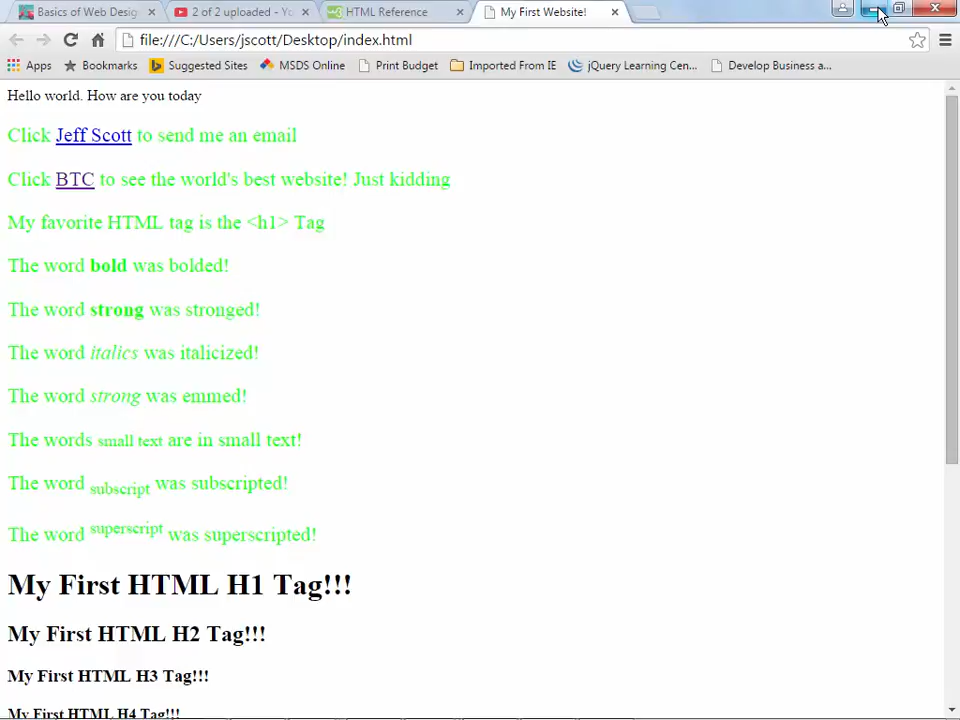 Basics of Web Desig
2 of 2 uploaded - Yo
HTML Reference
My First Website!
file:///C:/Users/jscott/Desktop/index.html
Apps Bookmarks Suggested Sites MSDS Online Print Budget Imported From IE jQuery Learning Cen... Develop Business a...
Hello world. How are you today
Click Jeff Scott to send me an email
Click BTC to see the world's best website! Just kidding
My favorite HTML tag is the <h1> Tag
The word bold was bolded!
The word strong was stronged!
The word italics was italicized!
The word strong was emmed!
The words small text are in small text!
The word subscript was subscripted!
The word superscript was superscripted!
My First HTML H1 Tag!!!
My First HTML H2 Tag!!!
My First HTML H3 Tag!!!
My First HTML H4 Tag!!!